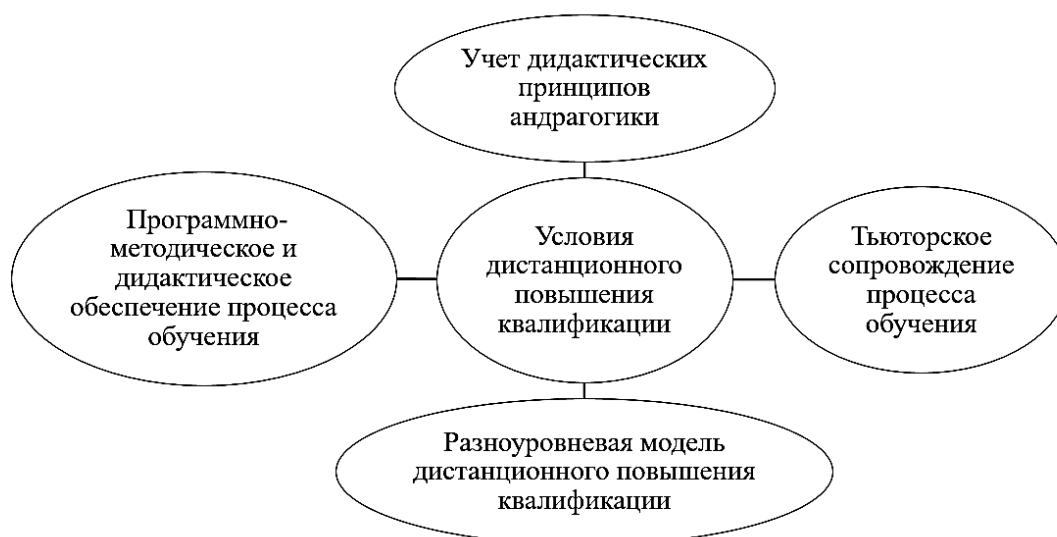 Учет дидактических
принципов
андрагогики
Программно-
методическое и
дидактическое
обеспечение процесса
обучения
Условия
дистанционного
повышения
квалификации
Тьюторское
сопровождение
процесса
обучения
Разноуровневая модель
дистанционного повышения
квалификации